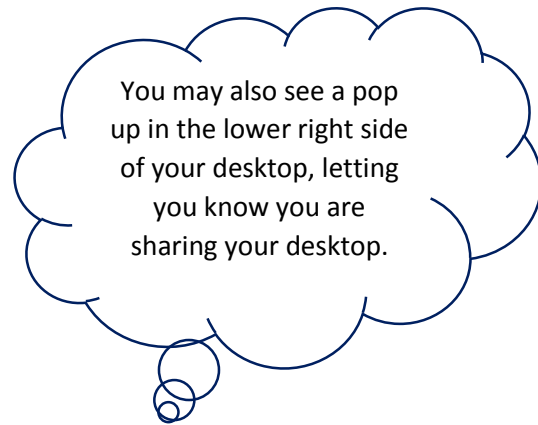 You may also see a pop
up in the lower right side
of your desktop, letting
you know you are
sharing your desktop.